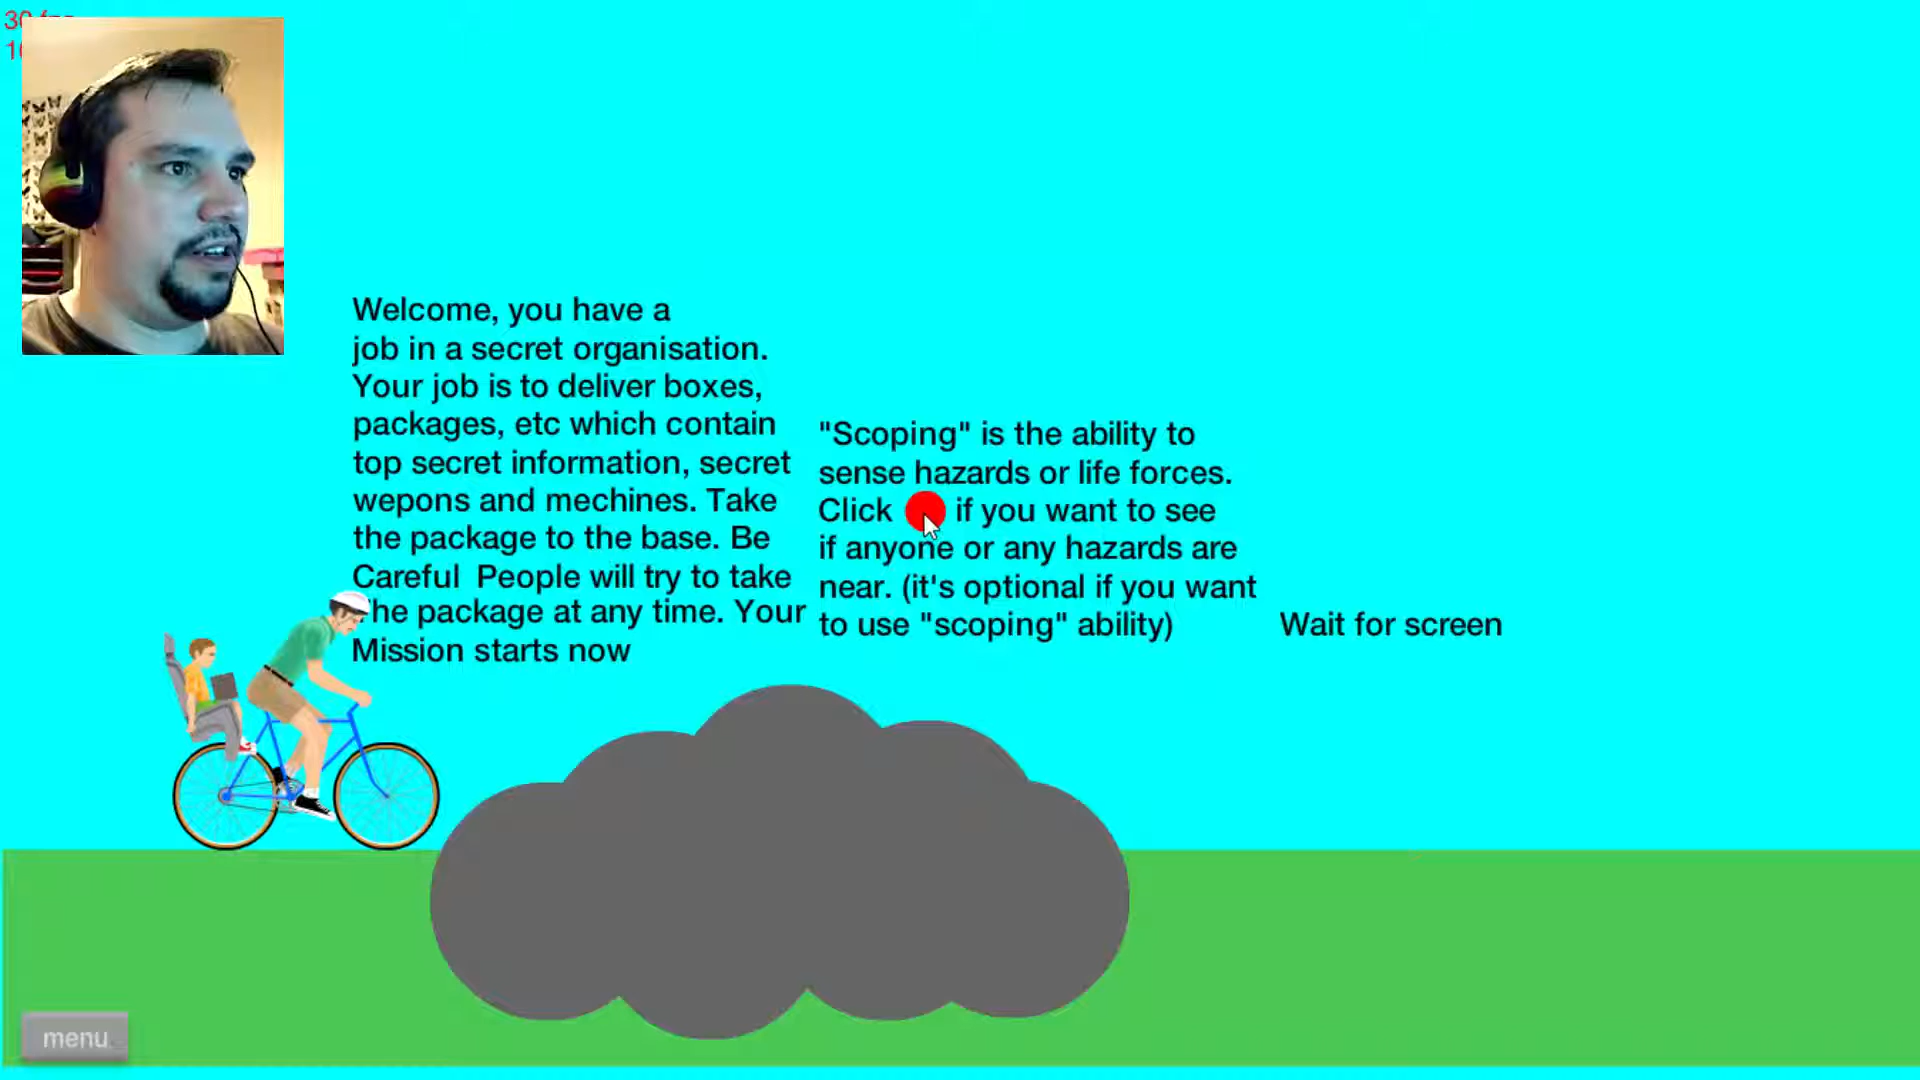 30 fps
Welcome, you have a
job in a secret organisation.
Your job is to deliver boxes,
packages, etc which contain
top secret information, secret
wepons and mechines. Take
the package to the base. Be
Careful  People will try to take
the package at any time. Your
Mission starts now
"Scoping" is the ability to
sense hazards or life forces.
Click if you want to see
if anyone or any hazards are
near. (it's optional if you want
to use "scoping" ability)
Wait for screen
menu